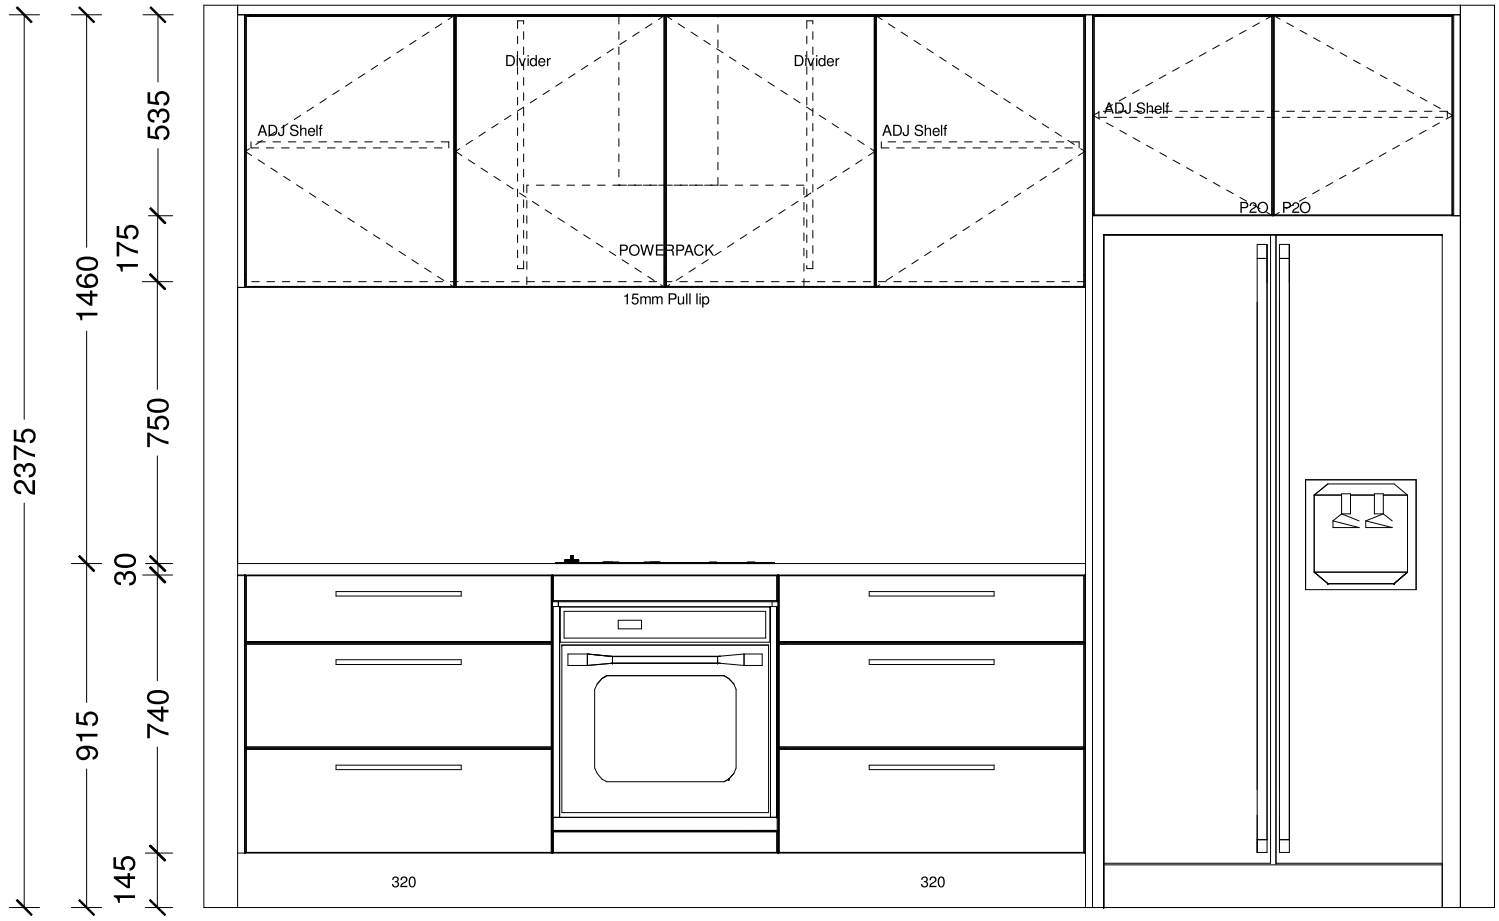 Divider
Divider
ADJ Shelf
ADJ Shelf
ADJ Shelf
P2O
P2O
POWERPACK
15mm Pull lip
320
320
2375
1460
915
535
175
750
30
740
145